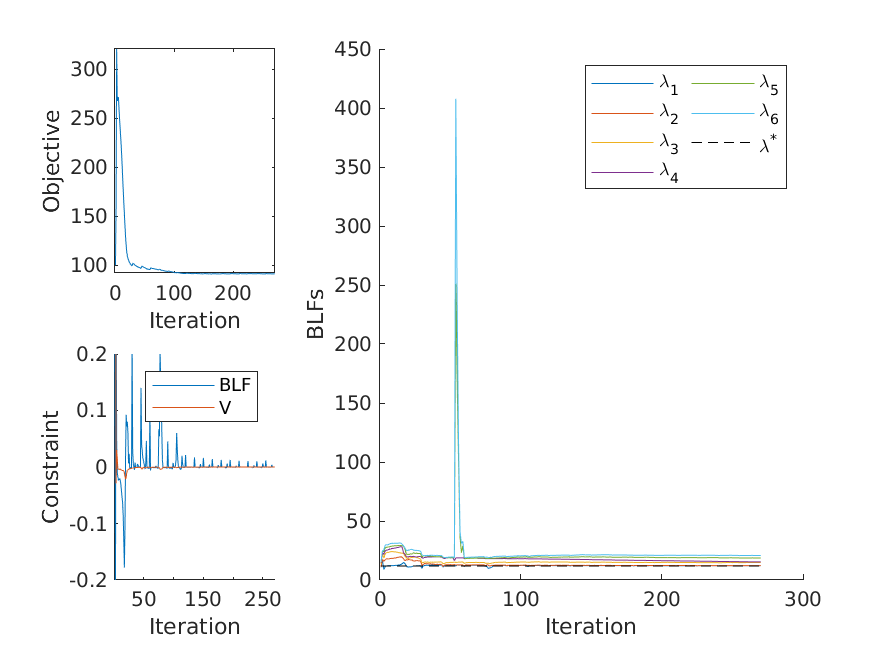 Objective
300
250
200
150
100
0 100 200
Iteration
Constraint
0.2
0.1
0
-0.1
-0.2
BLF
V
50 150 250
Iteration
BLFs
450
400
350
300
250
200
150
100
50
0
λ1 λ5
λ2 λ6
λ3 λ*
λ4
0 100 200 300
Iteration